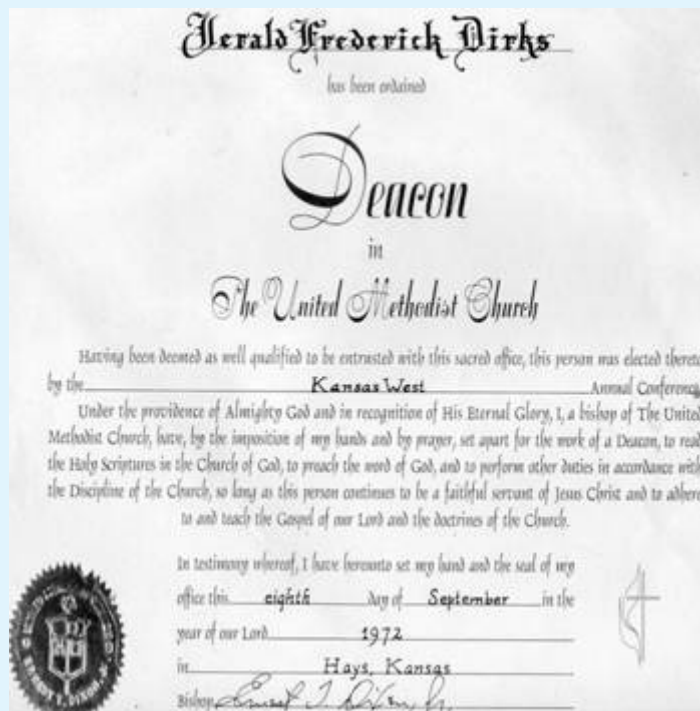 Jerald Frederick Dirks
has been ordained
Deacon
in
The United Methodist Church
Having been deemed as well qualified to be entrusted with this sacred office, this person was elected thereto
by the Kansas West Annual Conference.
Under the providence of Almighty God and in recognition of His Eternal Glory, I, a bishop of The United
Methodist Church, have, by the imposition of my hands and by prayer, set apart for the work of a Deacon, to read
the Holy Scriptures in the Church of God, to preach the word of God, and to perform other duties in accordance with
the Discipline of the Church, so long as this person continues to be a faithful servant of Jesus Christ and to adhere
to and teach the Gospel of our Lord and the doctrines of the Church.
In testimony whereof, I have hereunto set my hand and the seal of my
office this eighth day of September in the
year of our Lord 1972
in Hays, Kansas
Bishop Ernest T. Dixon, Jr.